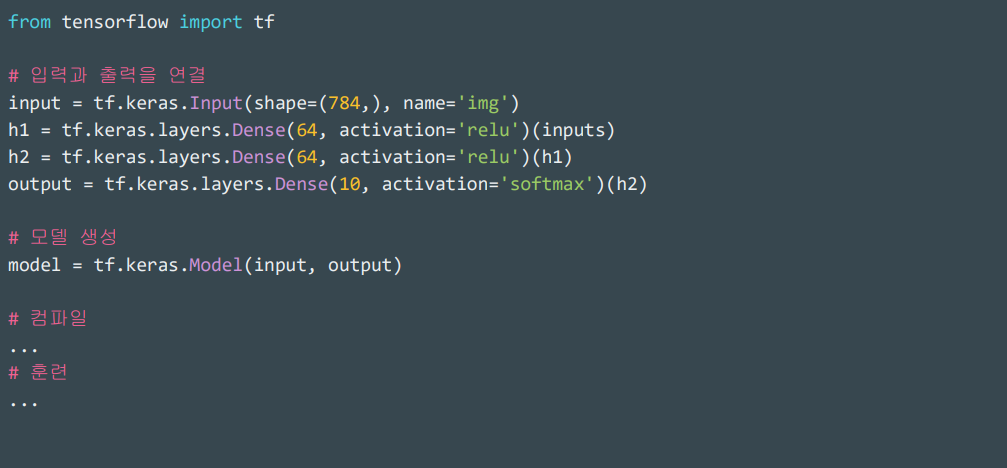 from tensorflow import tf
# 입력과 출력을 연결
input = tf.keras.Input(shape=(784,), name='img')
h1 = tf.keras.layers.Dense(64, activation='relu')(inputs)
h2 = tf.keras.layers.Dense(64, activation='relu')(h1)
output = tf.keras.layers.Dense(10, activation='softmax')(h2)
# 모델 생성
model = tf.keras.Model(input, output)
# 컴파일
...
# 훈련
...